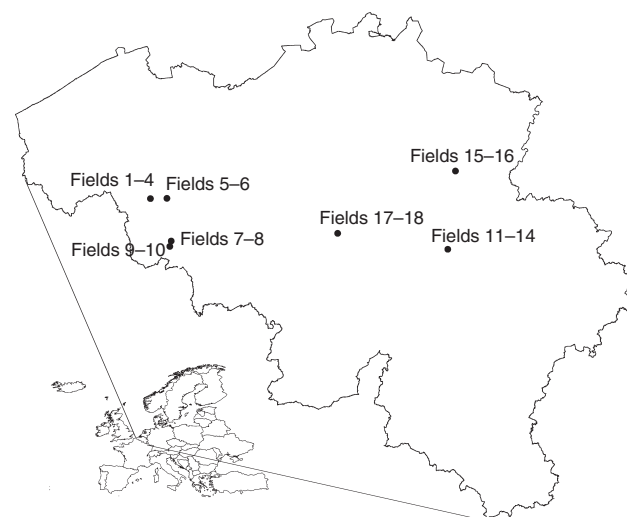 Fields 15–16
Fields 1–4
Fields 5–6
Fields 17–18
Fields 7–8
Fields 9–10
Fields 11–14